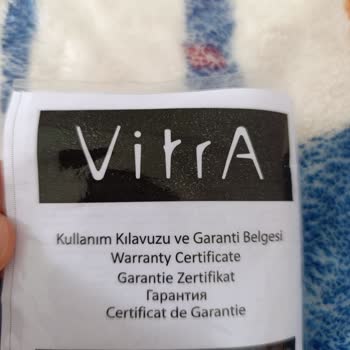 VitrA
Kullanım Kılavuzu ve Garanti Belgesi
Warranty Certificate
Garantie Zertifikat
Гарантия
Certificat de Garantie